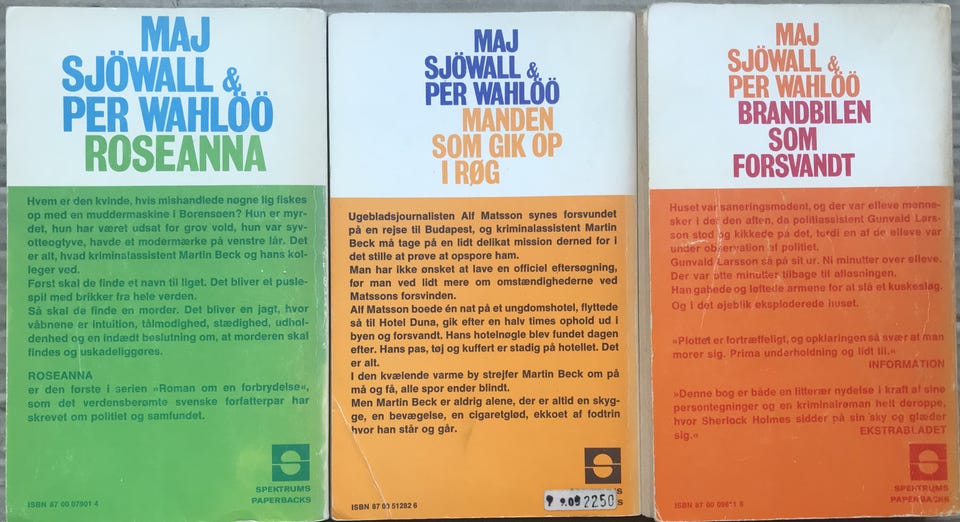 MAJ
SJÖWALL &
PER WAHLÖÖ
ROSEANNA
Hvem er den kvinde, hvis mishandlede nøgne lig fiskes
op med en muddermaskine i Borensøen? Hun er myr-
det, hun har været udsat for grov vold, hun var syv-
otteogtyve, havde et modermærke på venstre lår. Det
er alt, hvad kriminalassistent Martin Beck og hans kol-
leger ved.
Først skal de finde et navn til liget. Det bliver et pusle-
spil med brikker fra hele verden.
Så skal de finde en morder. Det bliver en jagt, hvor
våbnene er intuition, tålmodighed, stædighed, udhol-
denhed og en indædt beslutning om, at morderen skal
findes og uskadeliggøres.
ROSEANNA
er den første i serien »Roman om en forbrydelse«,
som det verdensberømte svenske forfatterpar har
skrevet om politiet og samfundet.
SPEKTRUMS
PAPERBACKS
ISBN 87 00 07901 4
MAJ
SJÖWALL &
PER WAHLÖÖ
MANDEN
SOM GIK OP
I RØG
Ugebladsjournalisten Alf Matsson synes forsvundet
på en rejse til Budapest, og kriminalassistent Martin
Beck må tage på en lidt delikat mission derned for i
det stille at prøve at opspore ham.
Man har ikke ønsket at lave en officiel eftersøgning,
før man ved lidt mere om omstændighederne ved
Matssons forsvinden.
Alf Matsson boede én nat på et ungdomshotel, flyttede
så til Hotel Duna, gik efter en halv times ophold ud i
byen og forsvandt. Hans hotelnøgle blev fundet dagen
efter. Hans pas, tøj og kuffert er stadig på hotellet. Det
er alt.
I den kvælende varme by strejfer Martin Beck om på
må og få, alle spor ender blindt.
Men Martin Beck er aldrig alene, der er altid en skyg-
ge, en bevægelse, en cigaretglød, ekkoet af fodtrin
hvor han står og går.
S
S
9.09 2250
ISBN 87 00 51282 6
MAJ
SJÖWALL &
PER WAHLÖÖ
BRANDBILEN
SOM
FORSVANDT
Huset var saneringsmodent, og der var elleve menne-
sker i det den aften, da politiassistent Gunvald Lars-
son stod og kikkede på det, fordi en af de elleve var
under observation af politiet.
Gunvald Larsson så på sit ur. Ni minutter over elleve.
Der var otte minutter tilbage til afløsningen.
Han gabede og løftede armene for at slå et kuskeslag.
Og i det øjeblik eksploderede huset.
»Plottet er fortræffeligt, og opklaringen så svær at man
morer sig. Prima underholdning og lidt til.«
INFORMATION
»Denne bog er både en litterær nydelse i kraft af sine
persontegninger og en kriminalroman helt deroppe,
hvor Sherlock Holmes sidder på sin sky og glæder
sig.« EKSTRABLADET
SPEKTRUMS
PAPERBACKS
ISBN 87 00